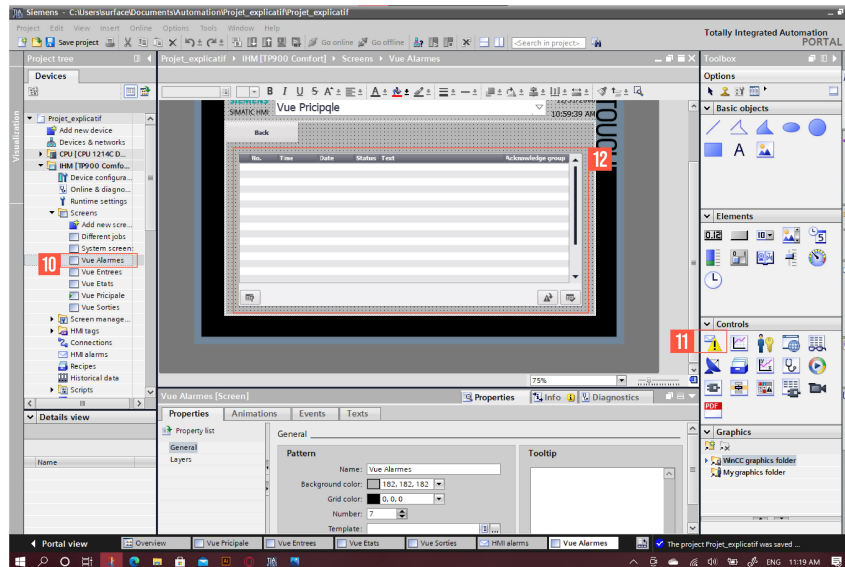 Siemens - C:\Users\surface\Documents\Automation\Projet_explicatif\Projet_explicatif
Project Edit View Insert Online Options Tools Window Help
Totally Integrated Automation
PORTAL
Save project
Go online
Go offline
<Search in project>
Project tree
Projet_explicatif ▸ IHM [TP900 Comfort] ▸ Screens ▸ Vue Alarmes
Toolbox
Devices
Options
Visualization
Projet_explicatif
Add new device
Devices & networks
CPU [CPU 1214C D...
IHM [TP900 Comfo...
Device configura...
Online & diagno...
Runtime settings
Screens
Add new scre...
Different jobs
System screen:
10
Vue Alarmes
Vue Entrees
Vue Etats
Vue Pricipale
Vue Sorties
Screen manage...
HMI tags
Connections
HMI alarms
Recipes
Historical data
Scripts
Details view
Name
SIEMENS
SIMATIC HMI
Vue Pricipqle
10:59:39 AM
TOUCH
Back
12
No. Time Date Status Text Acknowledge group
75%
Basic objects
A
Elements
Controls
11
PDF
Graphics
WinCC graphics folder
My graphics folder
Vue Alarmes [Screen]
Properties
Info
Diagnostics
Properties Animations Events Texts
Property list
General
Layers
General
Pattern
Name: Vue Alarmes
Background color: 182, 182, 182
Grid color: 0, 0, 0
Number: 7
Template:
Tooltip
Portal view
Overview
Vue Pricipale
Vue Entrees
Vue Etats
Vue Sorties
HMI alarms
Vue Alarmes
The project Projet_explicatif was saved ...
ENG 11:19 AM